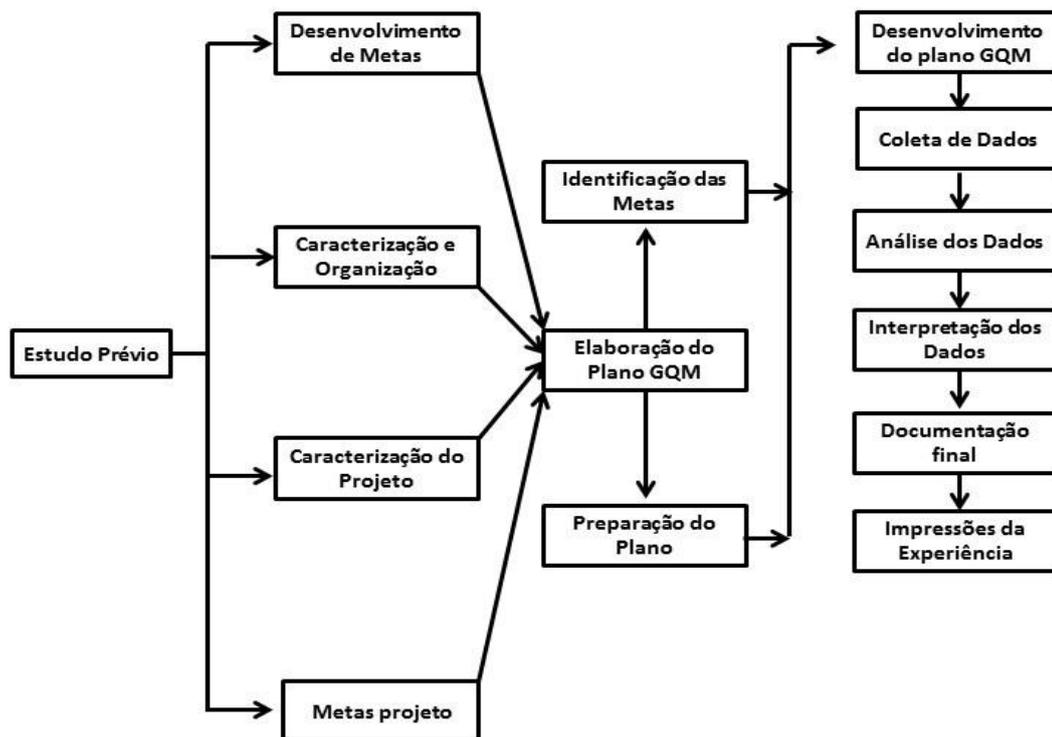 Estudo Prévio
Desenvolvimento
de Metas
Caracterização e
Organização
Caracterização do
Projeto
Metas projeto
Elaboração do
Plano GQM
Identificação das
Metas
Preparação do
Plano
Desenvolvimento
do plano GQM
Coleta de Dados
Análise dos Dados
Interpretação dos
Dados
Documentação
final
Impressões da
Experiência